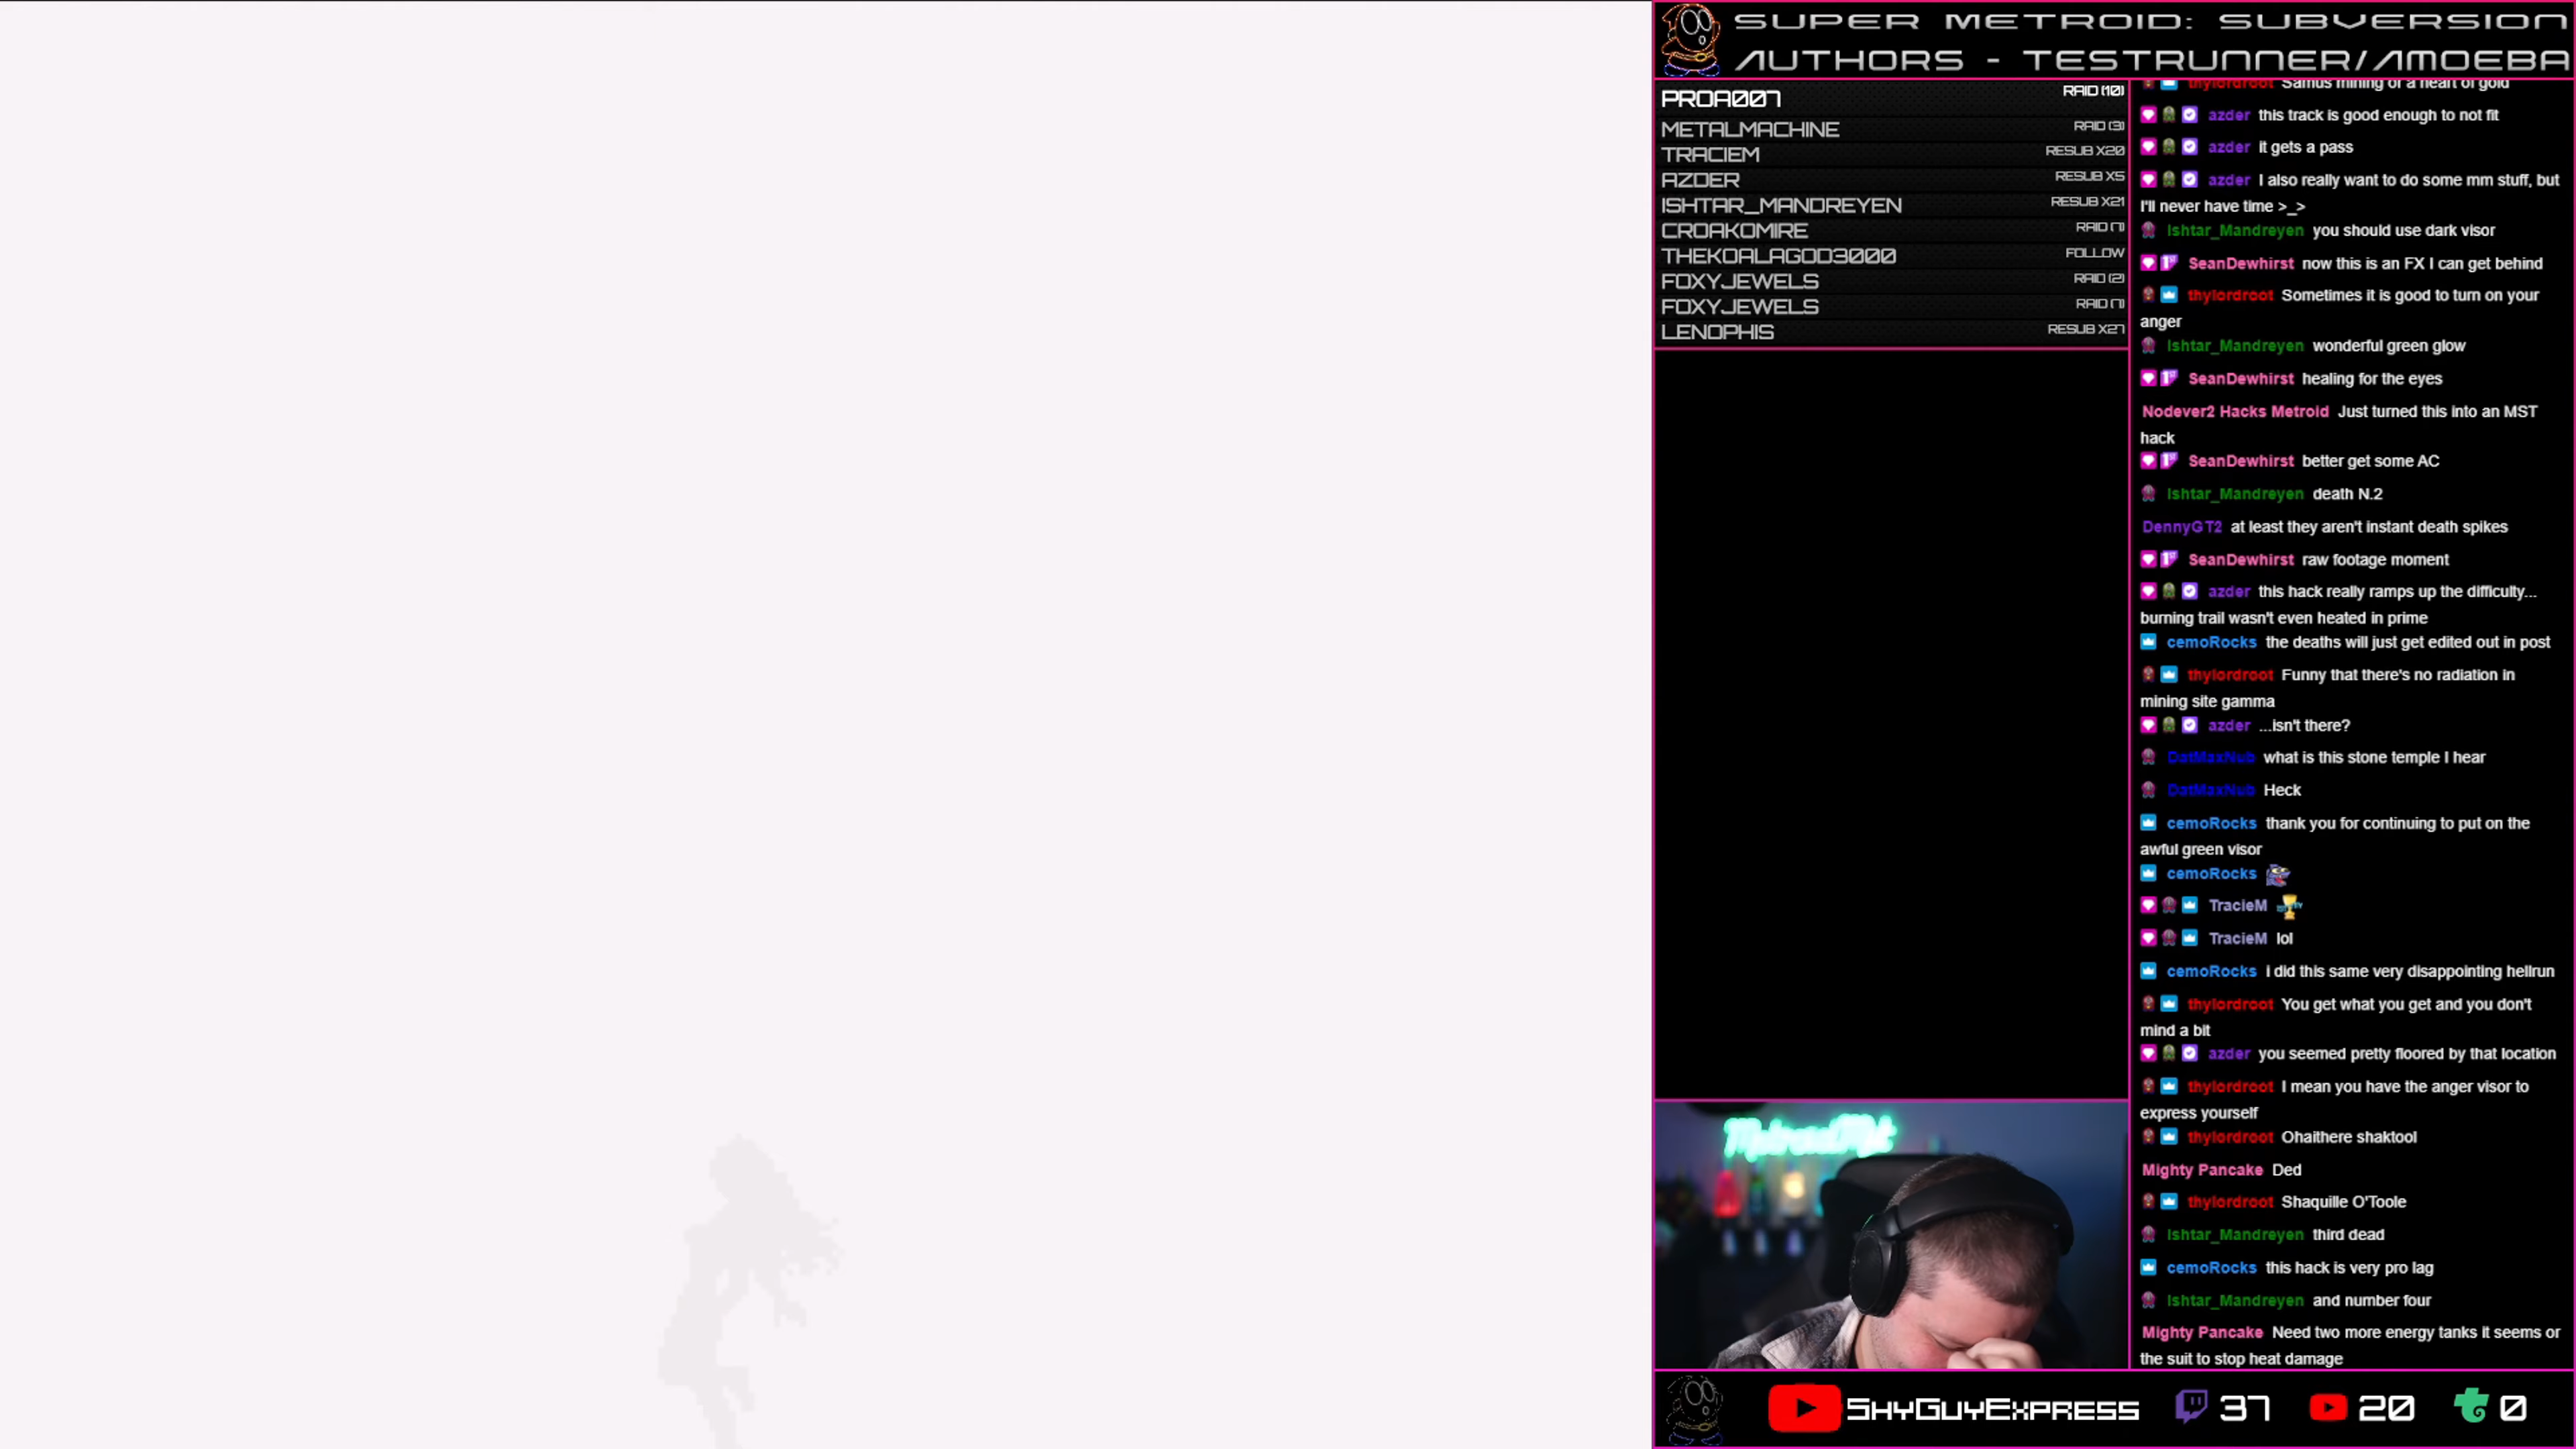 SUPER METROID: SUBVERSION
AUTHORS - TESTRUNNER/AMOEBA
PROA007 RAID (10)
METALMACHINE RAID (3)
TRACIEM RESUB X20
AZDER RESUB X5
ISHTAR_MANDREYEN RESUB X21
CROAKOMIRE RAID (7)
THEKOALAGOD3000 FOLLOW
FOXYJEWELS RAID (2)
FOXYJEWELS RAID (7)
LENOPHIS RESUB X27
thylordroot Samus mining of a heart of gold
azder this track is good enough to not fit
azder it gets a pass
azder I also really want to do some mm stuff, but
I'll never have time >_>
Ishtar_Mandreyen you should use dark visor
SeanDewhirst now this is an FX I can get behind
thylordroot Sometimes it is good to turn on your
anger
Ishtar_Mandreyen wonderful green glow
SeanDewhirst healing for the eyes
Nodever2 Hacks Metroid Just turned this into an MST
hack
SeanDewhirst better get some AC
Ishtar_Mandreyen death N.2
DennyGT2 at least they aren't instant death spikes
SeanDewhirst raw footage moment
azder this hack really ramps up the difficulty...
burning trail wasn't even heated in prime
cemoRocks the deaths will just get edited out in post
thylordroot Funny that there's no radiation in
mining site gamma
azder ...isn't there?
DatMaxNub what is this stone temple I hear
DatMaxNub Heck
cemoRocks thank you for continuing to put on the
awful green visor
cemoRocks
TracieM
TracieM lol
cemoRocks i did this same very disappointing hellrun
thylordroot You get what you get and you don't
mind a bit
azder you seemed pretty floored by that location
thylordroot I mean you have the anger visor to
express yourself
thylordroot Ohaithere shaktool
Mighty Pancake Ded
thylordroot Shaquille O'Toole
Ishtar_Mandreyen third dead
cemoRocks this hack is very pro lag
Ishtar_Mandreyen and number four
Mighty Pancake Need two more energy tanks it seems or
the suit to stop heat damage
ShyGuyExpress 37 20 0